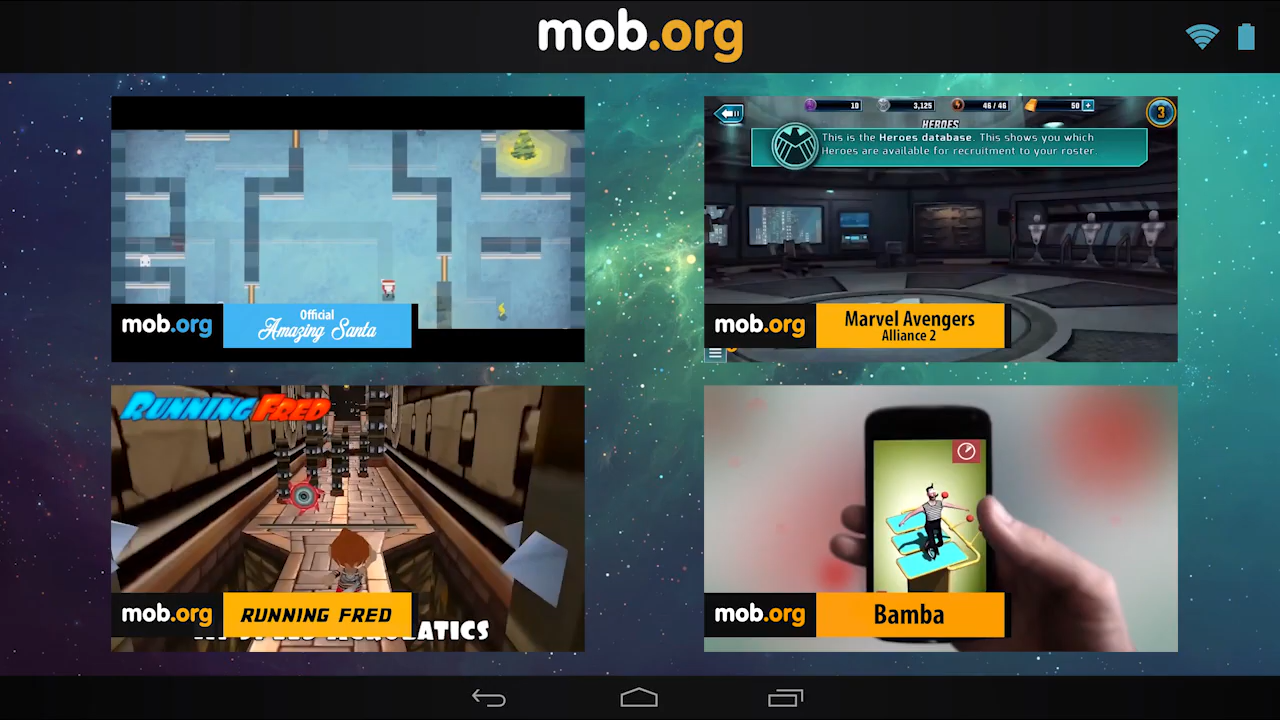 mob.org
mob.org
Official
Amazing Santa
10
3,125
46 / 46
50
3
HEROES
This is the Heroes database. This shows you which
Heroes are available for recruitment to your roster.
mob.org
Marvel Avengers
Alliance 2
RUNNING FRED
mob.org
RUNNING FRED
mob.org
Bamba